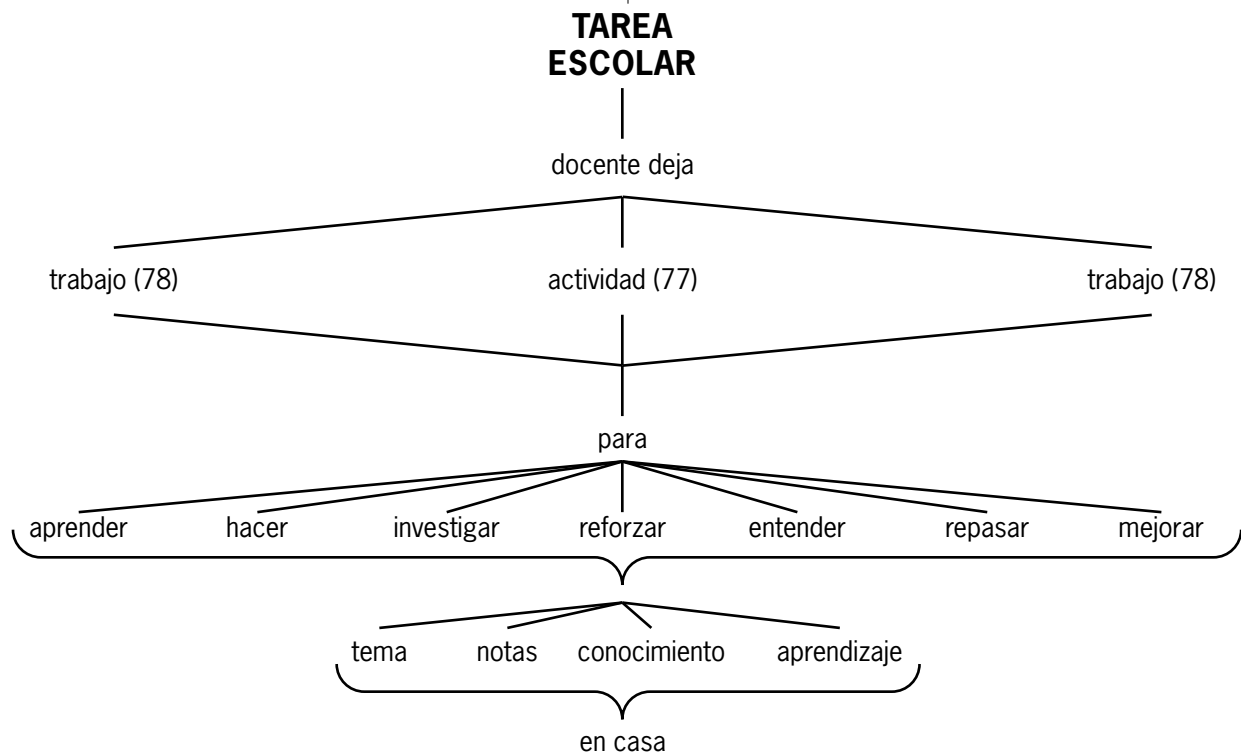 TAREA
ESCOLAR
docente deja
trabajo (78) actividad (77) trabajo (78)
para
aprender hacer investigar reforzar entender repasar mejorar
tema notas conocimiento aprendizaje
en casa